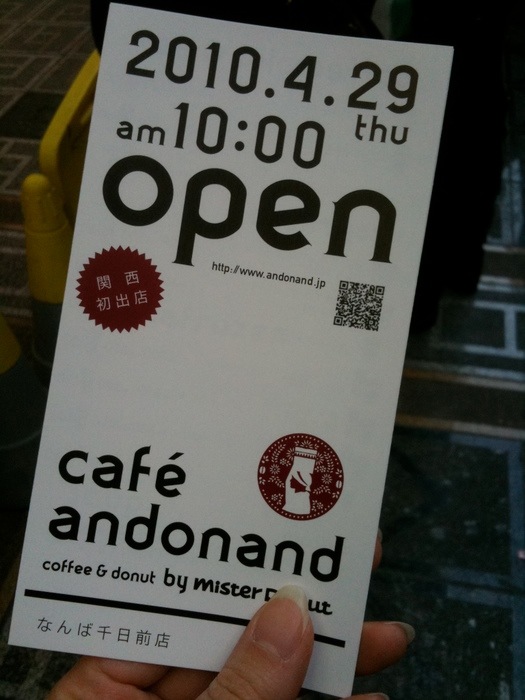 2010.4.29
am10:00 thu
open
http://www.andonand.jp
関西
初出店
café
andonand
coffee & donut by mister
なんば千日前店